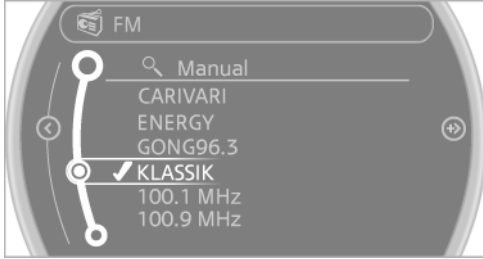 FM
Manual
CARIVARI
ENERGY
GONG96.3
KLASSIK
100.1 MHz
100.9 MHz